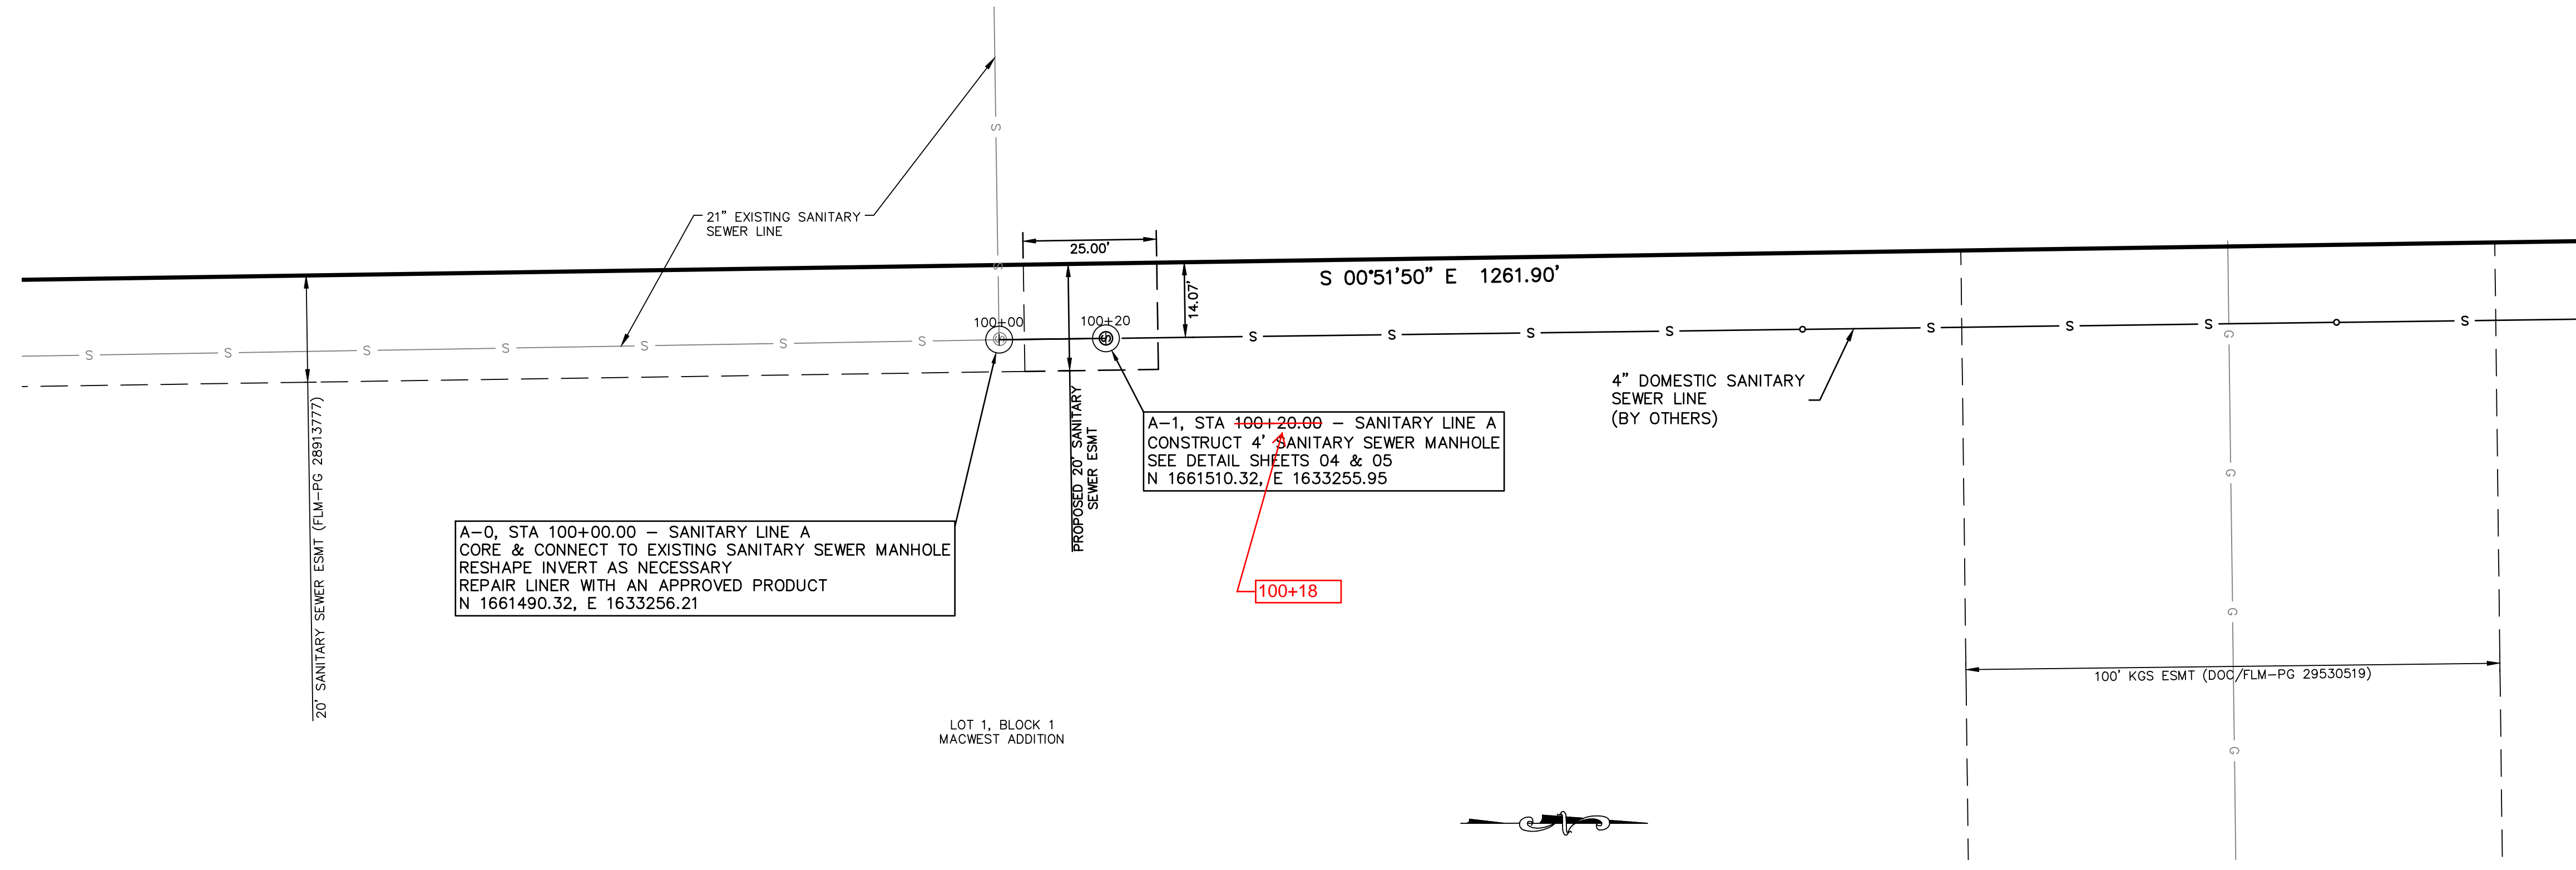 S
21" EXISTING SANITARY
SEWER LINE
25.00'
S
S 00°51'50" E 1261.90'
14.07'
100+00
100+20
S S S S S S S
S S S S S S S S
20' SANITARY SEWER ESMT (FLM-PG 28913777)
PROPOSED 20' SANITARY
SEWER ESMT
4" DOMESTIC SANITARY
SEWER LINE
(BY OTHERS)
A-1, STA 100+20.00 - SANITARY LINE A
CONSTRUCT 4' SANITARY SEWER MANHOLE
SEE DETAIL SHEETS 04 & 05
N 1661510.32, E 1633255.95
A-0, STA 100+00.00 - SANITARY LINE A
CORE & CONNECT TO EXISTING SANITARY SEWER MANHOLE
RESHAPE INVERT AS NECESSARY
REPAIR LINER WITH AN APPROVED PRODUCT
N 1661490.32, E 1633256.21
100+18
G
G
G
G
100' KGS ESMT (DOC/FLM-PG 29530519)
LOT 1, BLOCK 1
MACWEST ADDITION